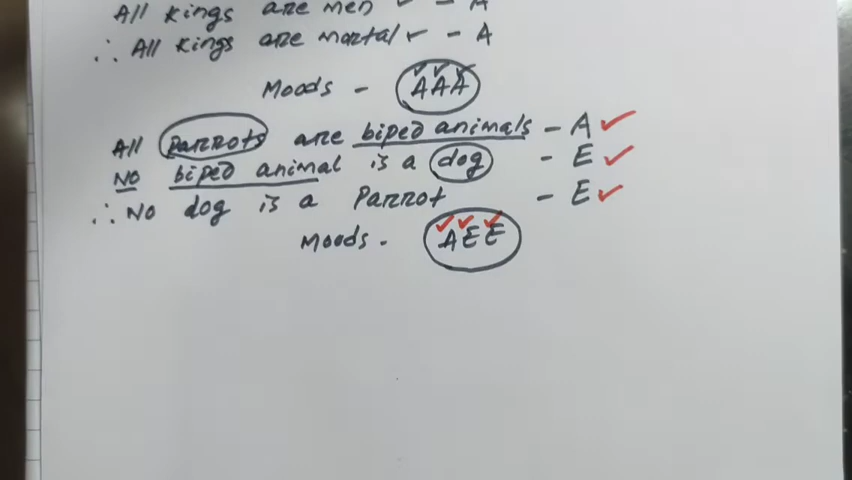 All kings are men ✓ - A
∴ All kings are mortal ✓ - A
Moods - AAA
All Parrots are biped animals - A ✓
No biped animal is a dog - E ✓
∴ No dog is a Parrot - E ✓
Moods - AEE